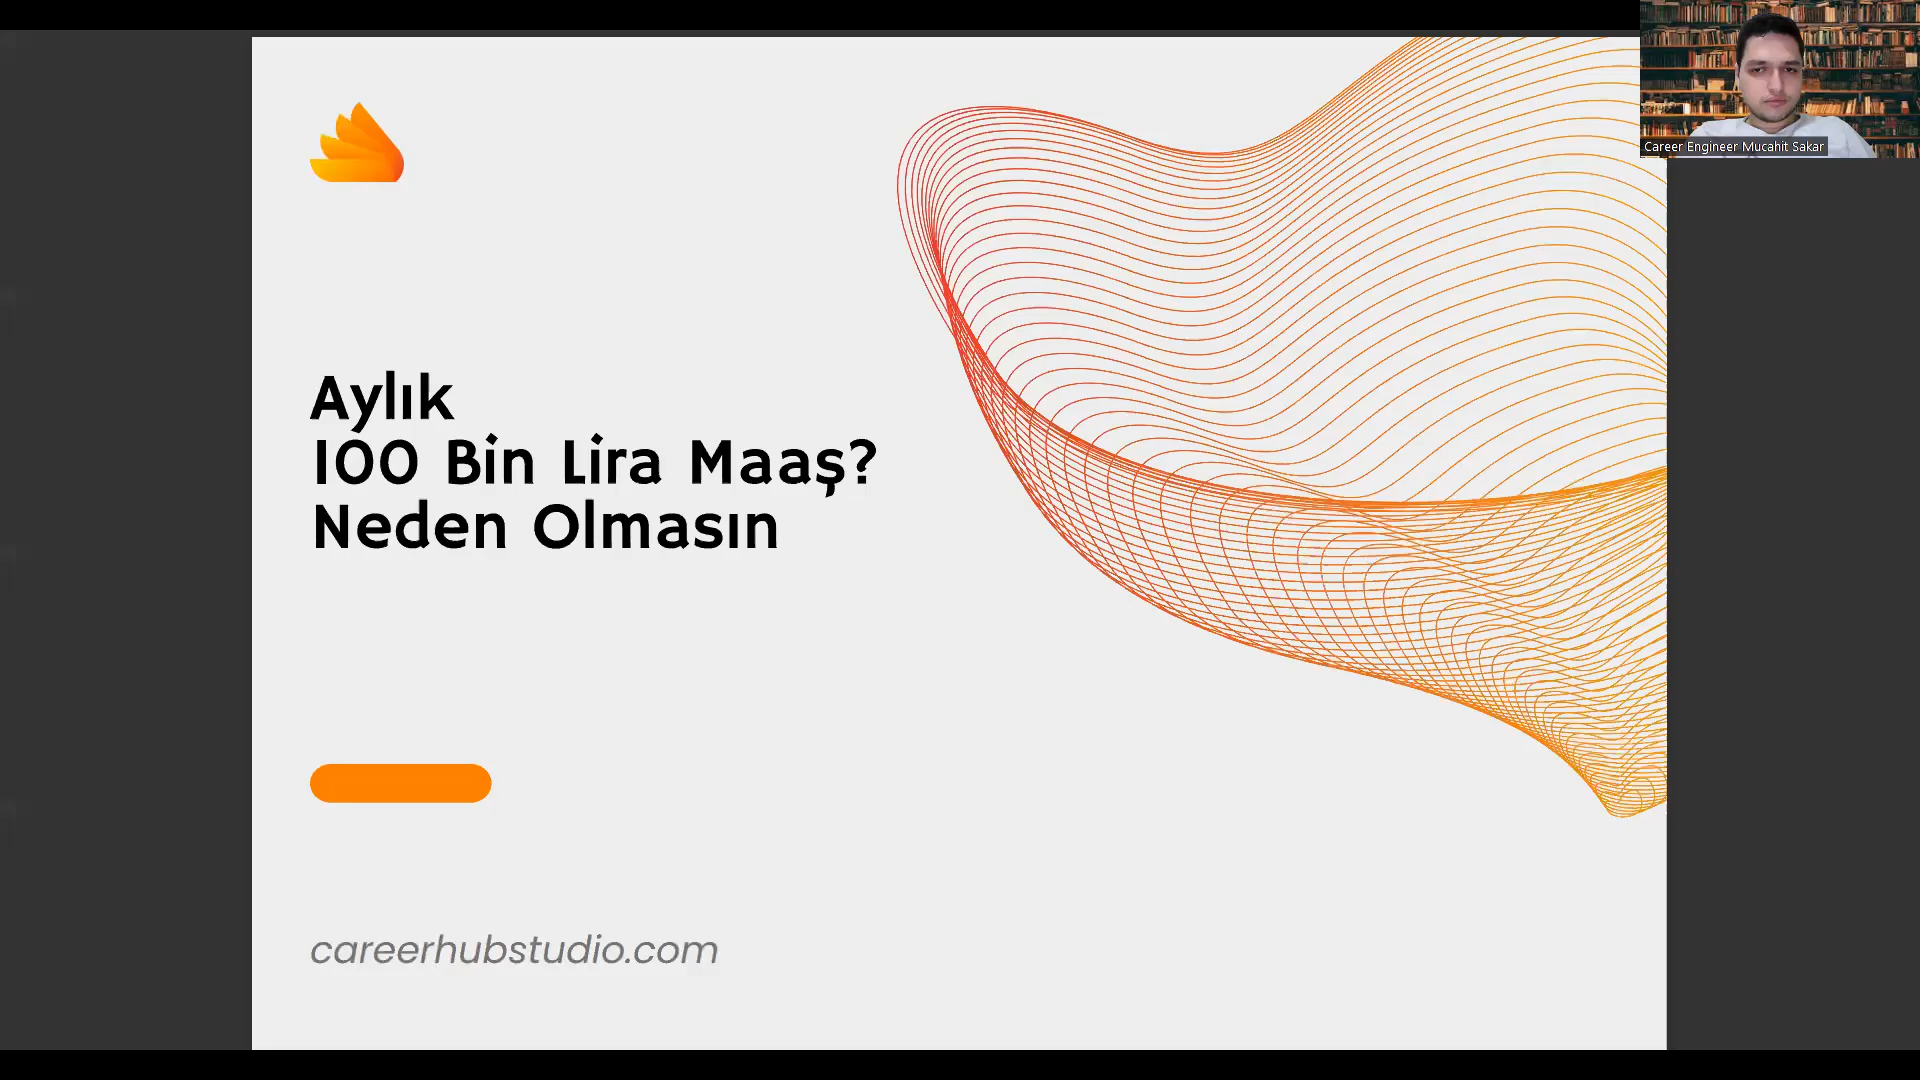 Career Engineer Mucahit Sakar
Aylık
100 Bin Lira Maaş?
Neden Olmasın
careerhubstudio.com